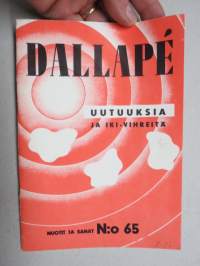 DALLAPÉ
UUTUUKSIA
JA IKI-VIHREITÄ
NUOTIT JA SANAT N:o 65